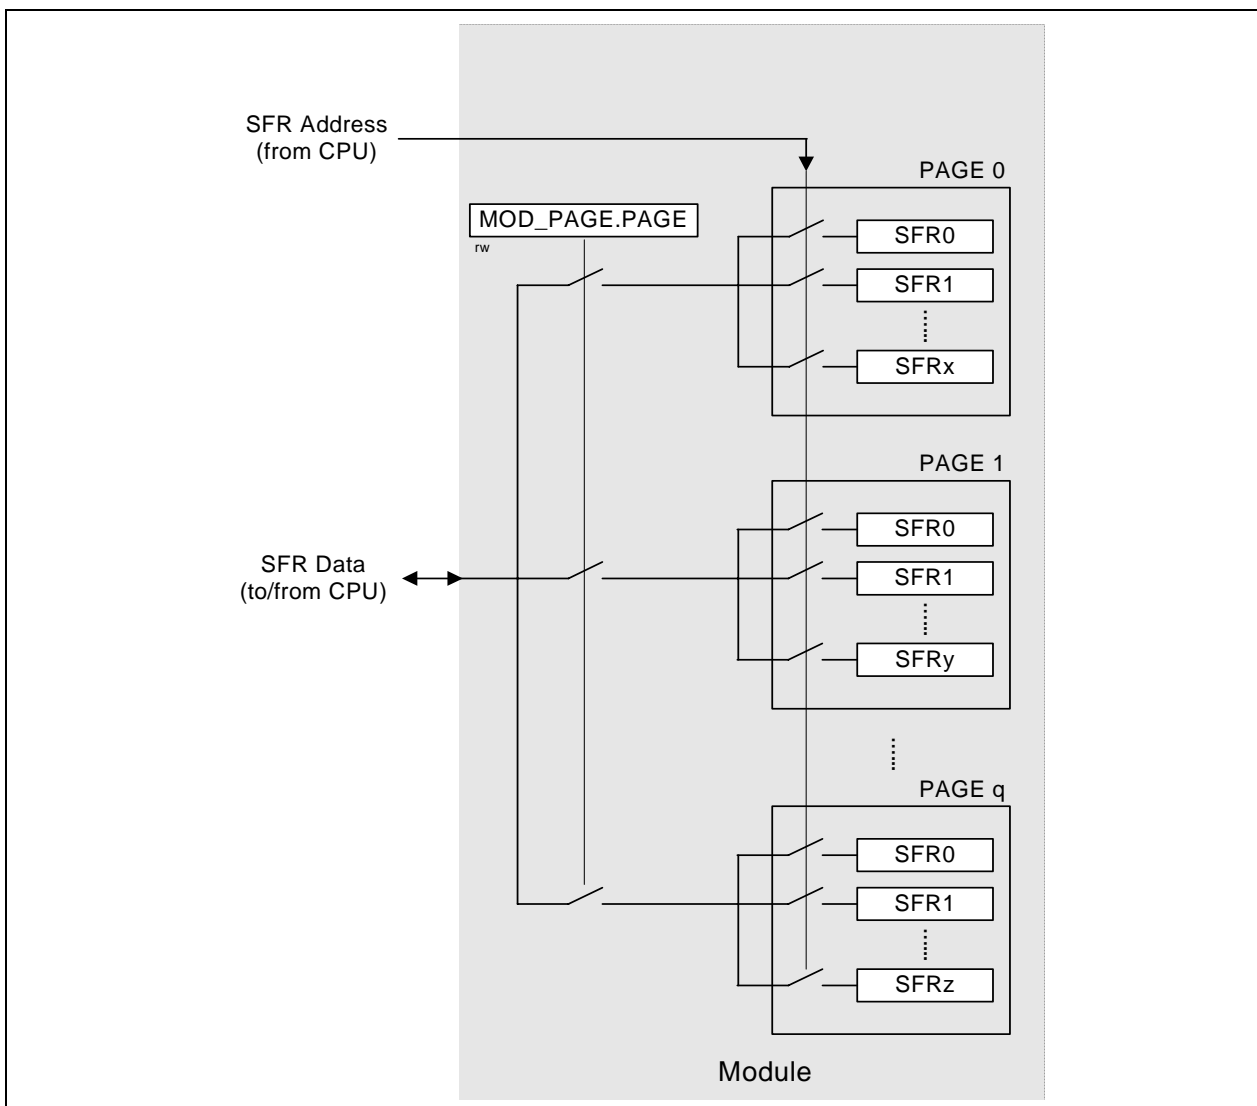 SFR Address
(from CPU)
PAGE 0
MOD_PAGE.PAGE
rw
SFR0
SFR1
SFRx
PAGE 1
SFR0
SFR1
SFRy
SFR Data
(to/from CPU)
PAGE q
SFR0
SFR1
SFRz
Module